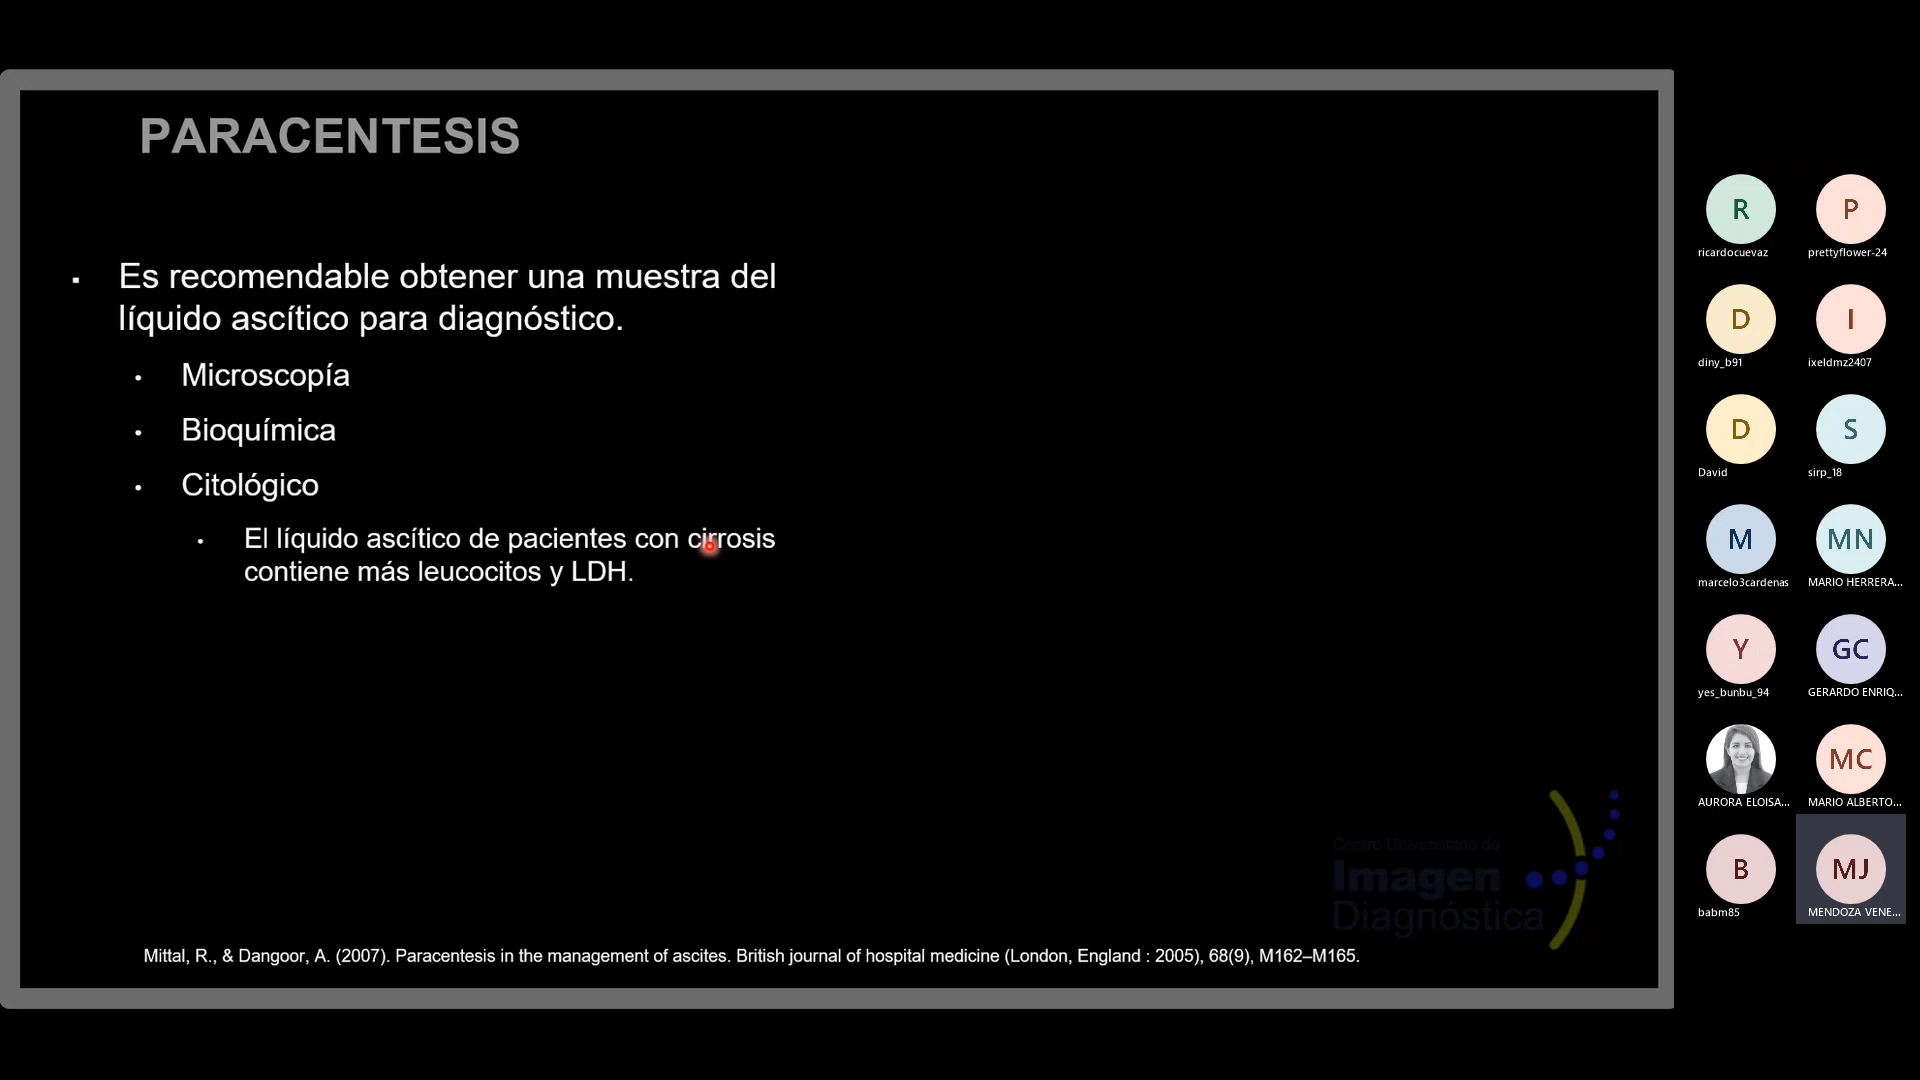 PARACENTESIS
▪ Es recomendable obtener una muestra del
líquido ascítico para diagnóstico.
• Microscopía
• Bioquímica
• Citológico
• El líquido ascítico de pacientes con cirrosis
contiene más leucocitos y LDH.
Centro Universitario de
Imagen
Diagnóstica
Mittal, R., & Dangoor, A. (2007). Paracentesis in the management of ascites. British journal of hospital medicine (London, England : 2005), 68(9), M162–M165.
R P
ricardocuevaz prettyflower-24
D I
diny_b91 ixeldmz2407
D S
David sirp_18
M MN
marcelo3cardenas MARIO HERRERA...
Y GC
yes_bunbu_94 GERARDO ENRIQ...
MC
AURORA ELOISA... MARIO ALBERTO...
B MJ
babm85 MENDOZA VENE...